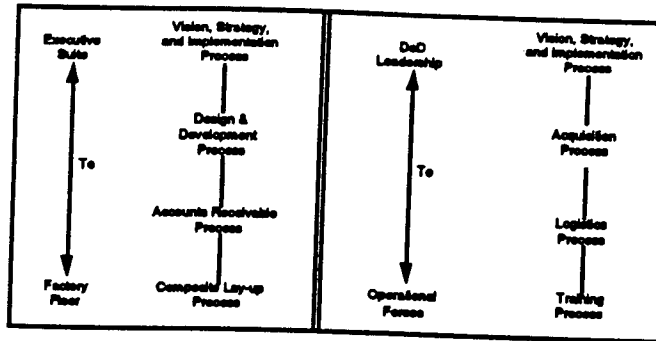 Executive
Suite
To
Factory
Floor
Vision, Strategy,
and Implementation
Process
Design &
Development
Process
Accounts Receivable
Process
Composite Lay-up
Process
DoD
Leadership
To
Operational
Forces
Vision, Strategy,
and Implementation
Process
Acquisition
Process
Logistics
Process
Training
Process